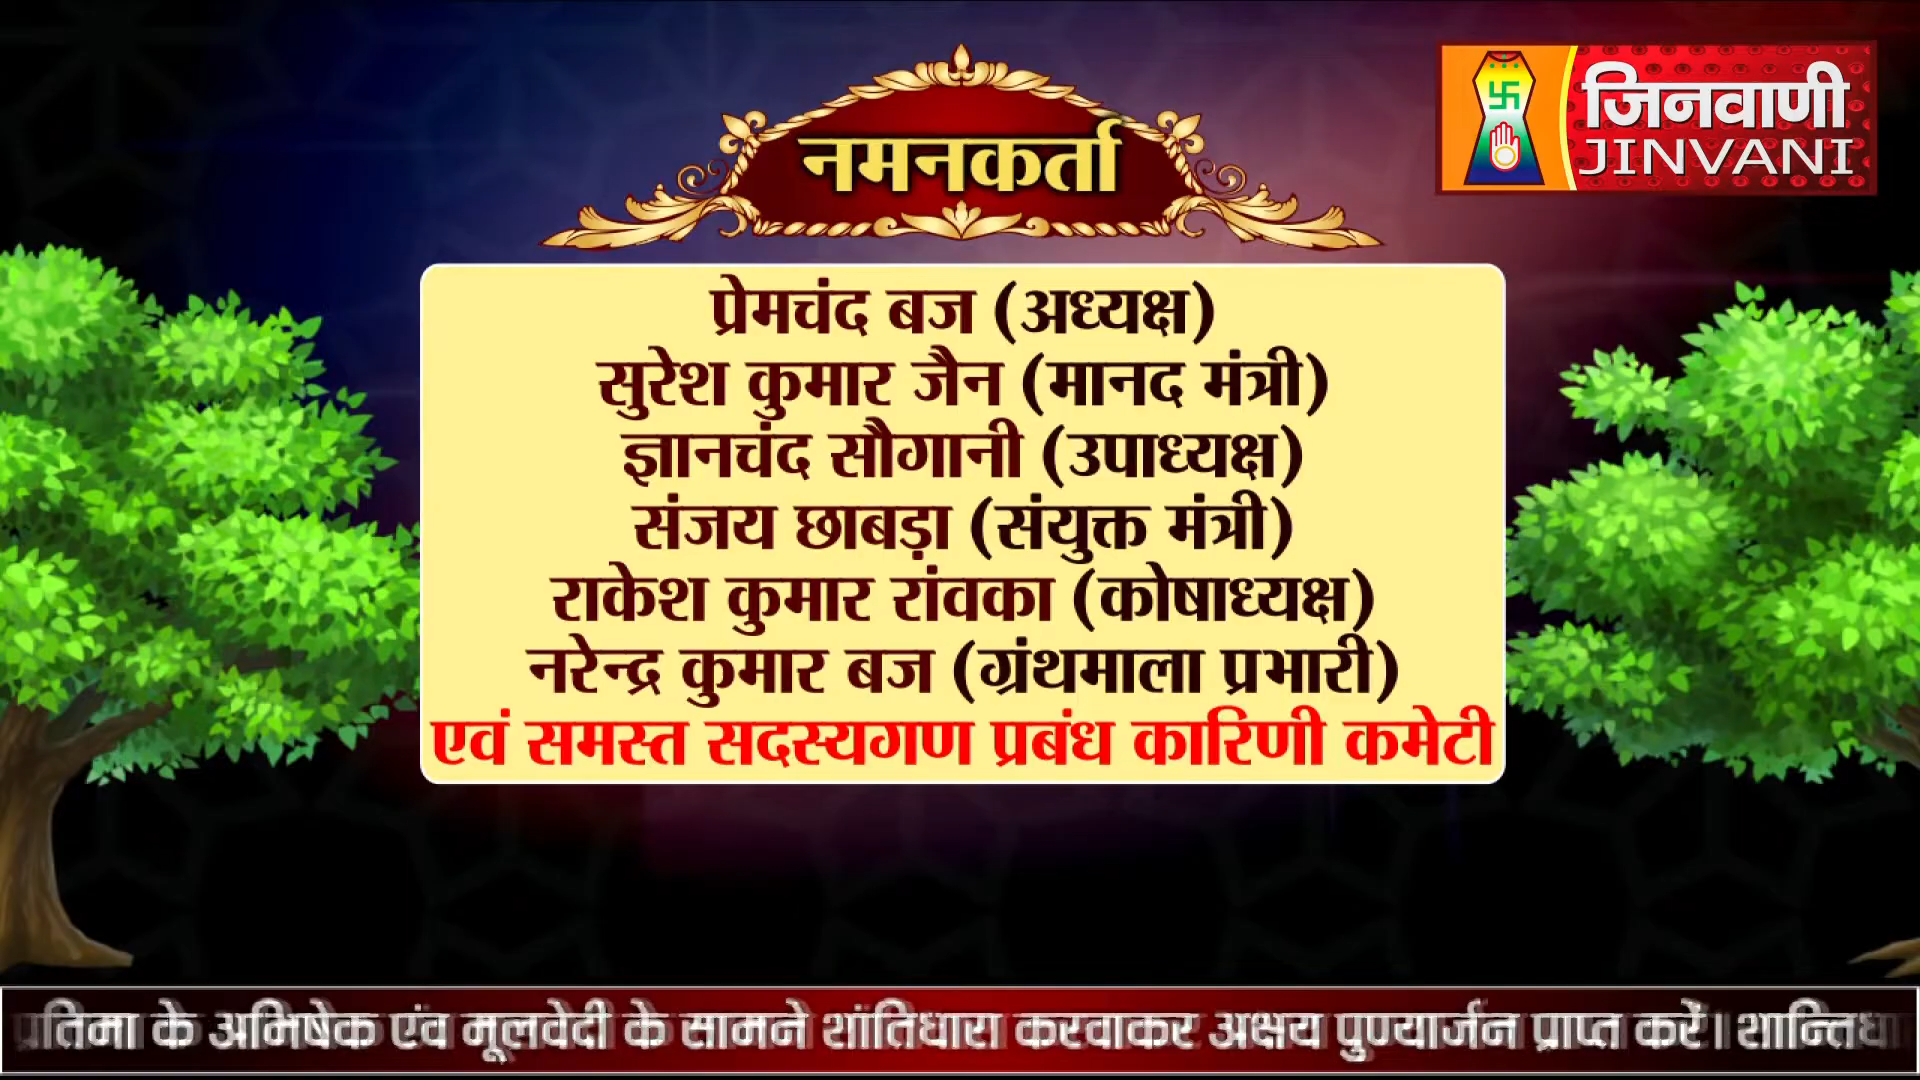 नमनकर्ता
जिनवाणी
JINVANI
प्रेमचंद बज (अध्यक्ष)
सुरेश कुमार जैन (मानद मंत्री)
ज्ञानचंद सौगानी (उपाध्यक्ष)
संजय छाबड़ा (संयुक्त मंत्री)
राकेश कुमार रांवका (कोषाध्यक्ष)
नरेन्द्र कुमार बज (ग्रंथमाला प्रभारी)
एवं समस्त सदस्यगण प्रबंध कारिणी कमेटी
प्रतिमा के अभिषेक एंव मूलवेदी के सामने शांतिधारा करवाकर अक्षय पुण्यार्जन प्राप्त करें। शान्तिधा